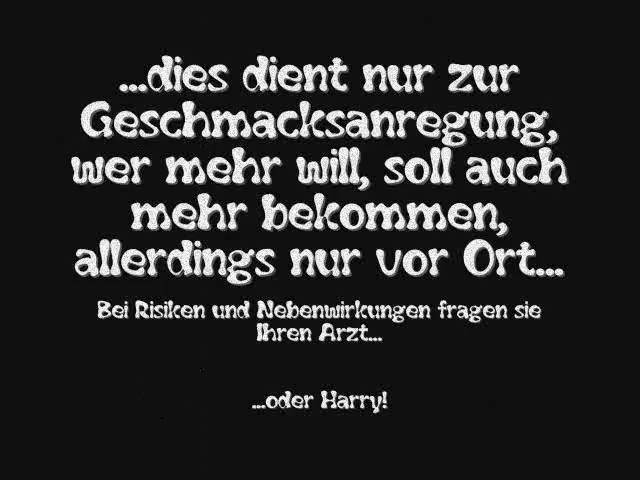 ...dies dient nur zur
Geschmacksanregung,
wer mehr will, soll auch
mehr bekommen,
allerdings nur vor Ort...
Bei Risiken und Nebenwirkungen fragen sie
Ihren Arzt...
...oder Harry!